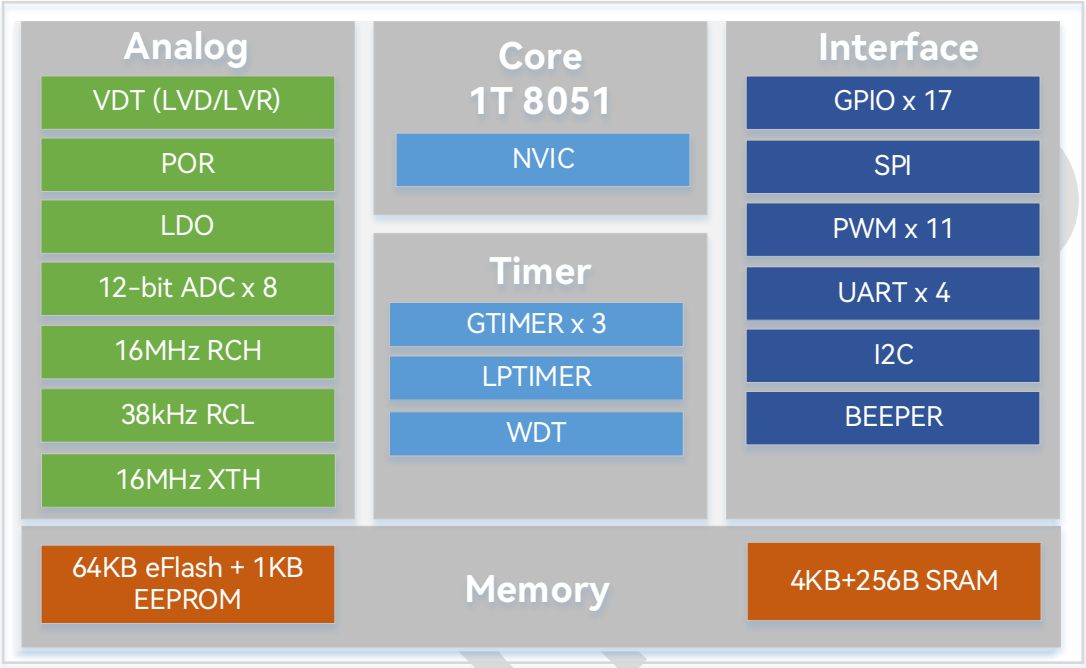 Analog
VDT (LVD/LVR)
POR
LDO
12-bit ADC x 8
16MHz RCH
38kHz RCL
16MHz XTH
Core
1T 8051
NVIC
Timer
GTIMER x 3
LPTIMER
WDT
Interface
GPIO x 17
SPI
PWM x 11
UART x 4
I2C
BEEPER
64KB eFlash + 1KB
EEPROM
Memory
4KB+256B SRAM